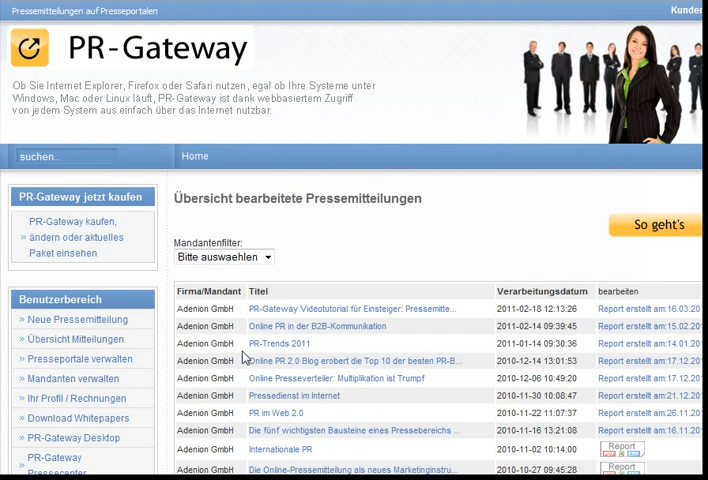 Pressemitteilungen auf Presseportalen
PR-Gateway
Ob Sie Internet Explorer, Firefox oder Safari nutzen, egal ob Ihre Systeme unter
Windows, Mac oder Linux läuft, PR-Gateway ist dank webbasiertem Zugriff
von jedem System aus einfach über das Internet nutzbar.
suchen... Home
PR-Gateway jetzt kaufen
PR-Gateway kaufen,
» ändern oder aktuelles
Paket einsehen
Benutzerbereich
» Neue Pressemitteilung
» Übersicht Mitteilungen
» Presseportale verwalten
» Mandanten verwalten
» Ihr Profil / Rechnungen
» Download Whitepapers
» PR-Gateway Desktop
PR-Gateway
» Pressecenter
Übersicht bearbeitete Pressemitteilungen
So geht's
Mandantenfilter:
Bitte auswaehlen
Firma/Mandant Titel Verarbeitungsdatum bearbeiten
Adenion GmbH PR-Gateway Videotutorial für Einsteiger: Pressemitte... 2011-02-18 12:13:26 Report erstellt am:16.03.
Adenion GmbH Online PR in der B2B-Kommunikation 2011-02-14 09:39:45 Report erstellt am:15.02.
Adenion GmbH PR-Trends 2011 2011-01-14 09:30:36 Report erstellt am:14.01.
Adenion GmbH Online PR 2.0 Blog erobert die Top 10 der besten PR-B... 2010-12-14 13:01:53 Report erstellt am:17.12.
Adenion GmbH Online Presseverteiler: Multiplikation ist Trumpf 2010-12-06 10:49:20 Report erstellt am:17.12.
Adenion GmbH Pressedienst im Internet 2010-11-30 10:08:47 Report erstellt am:21.12.
Adenion GmbH PR im Web 2.0 2010-11-22 11:07:37 Report erstellt am:26.11.
Adenion GmbH Die fünf wichtigsten Bausteine eines Pressebereichs ... 2010-11-16 13:21:08 Report erstellt am:16.11.
Adenion GmbH Internationale PR 2010-11-02 10:14:00 Report
Adenion GmbH Die Online-Pressemitteilung als neues Marketinginstru... 2010-10-27 09:45:28 Report